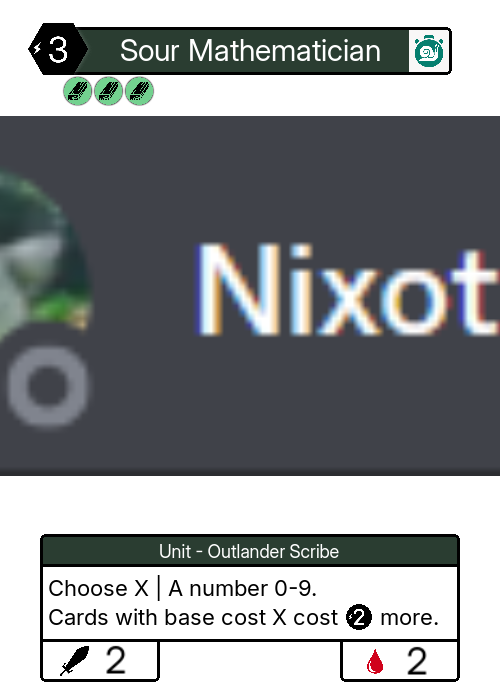 3 Sour Mathematician
Nixot
Unit - Outlander Scribe
Choose X | A number 0-9.
Cards with base cost X cost 2 more.
2 2